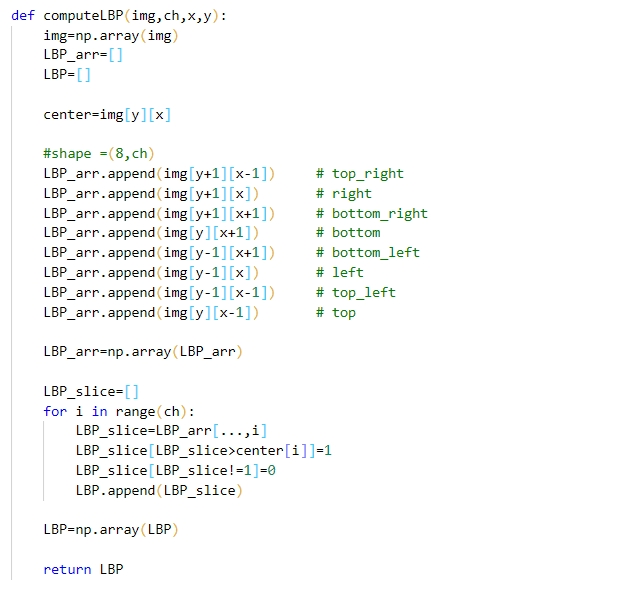 def computeLBP(img,ch,x,y):
    img=np.array(img)
    LBP_arr=[]
    LBP=[]

    center=img[y][x]

    #shape =(8,ch)
    LBP_arr.append(img[y+1][x-1])     # top_right
    LBP_arr.append(img[y+1][x])       # right
    LBP_arr.append(img[y+1][x+1])     # bottom_right
    LBP_arr.append(img[y][x+1])       # bottom
    LBP_arr.append(img[y-1][x+1])     # bottom_left
    LBP_arr.append(img[y-1][x])       # left
    LBP_arr.append(img[y-1][x-1])     # top_left
    LBP_arr.append(img[y][x-1])       # top

    LBP_arr=np.array(LBP_arr)

    LBP_slice=[]
    for i in range(ch):
        LBP_slice=LBP_arr[...,i]
        LBP_slice[LBP_slice>center[i]]=1
        LBP_slice[LBP_slice!=1]=0
        LBP.append(LBP_slice)

    LBP=np.array(LBP)

    return LBP